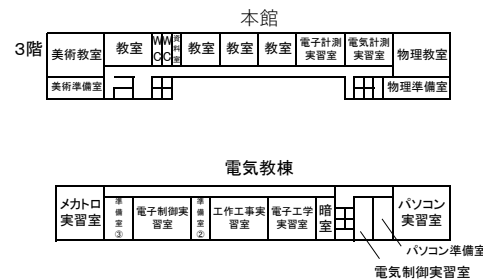 本館
3階
美術教室
教室
WC
WC
資料室
教室
教室
教室
電子計測
実習室
電気計測
実習室
物理教室
美術準備室
物理準備室
電気教棟
メカトロ
実習室
準備室③
電子制御実
習室
準備室②
工作工事実
習室
電子工学
実習室
暗室
パソコン
実習室
パソコン準備室
電気制御実習室